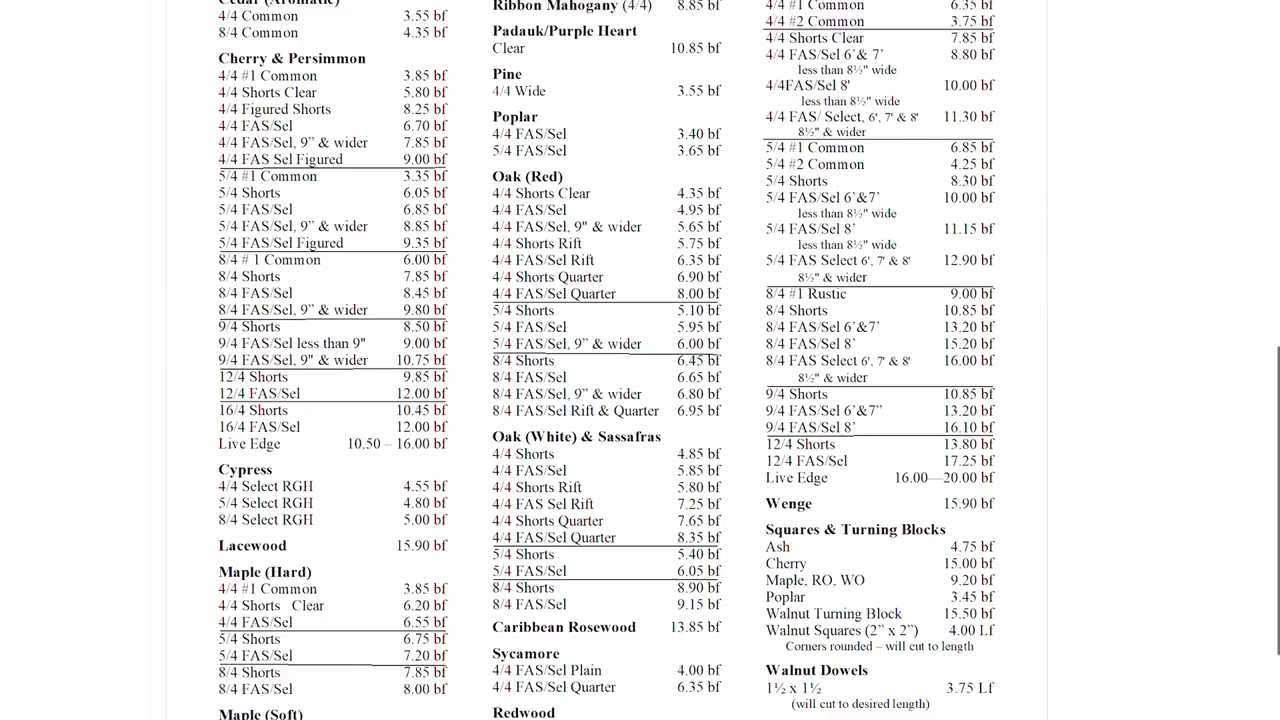 Cedar (Aromatic)
4/4 Common 3.55 bf
8/4 Common 4.35 bf
Cherry & Persimmon
4/4 #1 Common 3.85 bf
4/4 Shorts Clear 5.80 bf
4/4 Figured Shorts 8.25 bf
4/4 FAS/Sel 6.70 bf
4/4 FAS/Sel, 9” & wider 7.85 bf
4/4 FAS Sel Figured 9.00 bf
5/4 #1 Common 3.35 bf
5/4 Shorts 6.05 bf
5/4 FAS/Sel 6.85 bf
5/4 FAS/Sel, 9” & wider 8.85 bf
5/4 FAS/Sel Figured 9.35 bf
8/4 # 1 Common 6.00 bf
8/4 Shorts 7.85 bf
8/4 FAS/Sel 8.45 bf
8/4 FAS/Sel, 9” & wider 9.80 bf
9/4 Shorts 8.50 bf
9/4 FAS/Sel less than 9" 9.00 bf
9/4 FAS/Sel, 9" & wider 10.75 bf
12/4 Shorts 9.85 bf
12/4 FAS/Sel 12.00 bf
16/4 Shorts 10.45 bf
16/4 FAS/Sel 12.00 bf
Live Edge 10.50 – 16.00 bf
Cypress
4/4 Select RGH 4.55 bf
5/4 Select RGH 4.80 bf
8/4 Select RGH 5.00 bf
Lacewood 15.90 bf
Maple (Hard)
4/4 #1 Common 3.85 bf
4/4 Shorts Clear 6.20 bf
4/4 FAS/Sel 6.55 bf
5/4 Shorts 6.75 bf
5/4 FAS/Sel 7.20 bf
8/4 Shorts 7.85 bf
8/4 FAS/Sel 8.00 bf
Maple (Soft)
Ribbon Mahogany (4/4) 8.85 bf
Padauk/Purple Heart
Clear 10.85 bf
Pine
4/4 Wide 3.55 bf
Poplar
4/4 FAS/Sel 3.40 bf
5/4 FAS/Sel 3.65 bf
Oak (Red)
4/4 Shorts Clear 4.35 bf
4/4 FAS/Sel 4.95 bf
4/4 FAS/Sel, 9" & wider 5.65 bf
4/4 Shorts Rift 5.75 bf
4/4 FAS/Sel Rift 6.35 bf
4/4 Shorts Quarter 6.90 bf
4/4 FAS/Sel Quarter 8.00 bf
5/4 Shorts 5.10 bf
5/4 FAS/Sel 5.95 bf
5/4 FAS/Sel, 9” & wider 6.00 bf
8/4 Shorts 6.45 bf
8/4 FAS/Sel 6.65 bf
8/4 FAS/Sel, 9” & wider 6.80 bf
8/4 FAS/Sel Rift & Quarter 6.95 bf
Oak (White) & Sassafras
4/4 Shorts 4.85 bf
4/4 FAS/Sel 5.85 bf
4/4 Shorts Rift 5.80 bf
4/4 FAS Sel Rift 7.25 bf
4/4 Shorts Quarter 7.65 bf
4/4 FAS/Sel Quarter 8.35 bf
5/4 Shorts 5.40 bf
5/4 FAS/Sel 6.05 bf
8/4 Shorts 8.90 bf
8/4 FAS/Sel 9.15 bf
Caribbean Rosewood 13.85 bf
Sycamore
4/4 FAS/Sel Plain 4.00 bf
4/4 FAS/Sel Quarter 6.35 bf
Redwood
4/4 #1 Common 6.35 bf
4/4 #2 Common 3.75 bf
4/4 Shorts Clear 7.85 bf
4/4 FAS/Sel 6’& 7’ 8.80 bf
less than 8½" wide
4/4FAS/Sel 8' 10.00 bf
less than 8½" wide
4/4 FAS/ Select, 6', 7' & 8' 11.30 bf
8½" & wider
5/4 #1 Common 6.85 bf
5/4 #2 Common 4.25 bf
5/4 Shorts 8.30 bf
5/4 FAS/Sel 6’&7’ 10.00 bf
less than 8½" wide
5/4 FAS/Sel 8’ 11.15 bf
less than 8½" wide
5/4 FAS Select 6', 7' & 8' 12.90 bf
8½" & wider
8/4 #1 Rustic 9.00 bf
8/4 Shorts 10.85 bf
8/4 FAS/Sel 6’&7’ 13.20 bf
8/4 FAS/Sel 8’ 15.20 bf
8/4 FAS Select 6', 7' & 8' 16.00 bf
8½" & wider
9/4 Shorts 10.85 bf
9/4 FAS/Sel 6’&7” 13.20 bf
9/4 FAS/Sel 8’ 16.10 bf
12/4 Shorts 13.80 bf
12/4 FAS/Sel 17.25 bf
Live Edge 16.00—20.00 bf
Wenge 15.90 bf
Squares & Turning Blocks
Ash 4.75 bf
Cherry 15.00 bf
Maple, RO, WO 9.20 bf
Poplar 3.45 bf
Walnut Turning Block 15.50 bf
Walnut Squares (2” x 2”) 4.00 Lf
Corners rounded – will cut to length
Walnut Dowels
1½ x 1½ 3.75 Lf
(will cut to desired length)